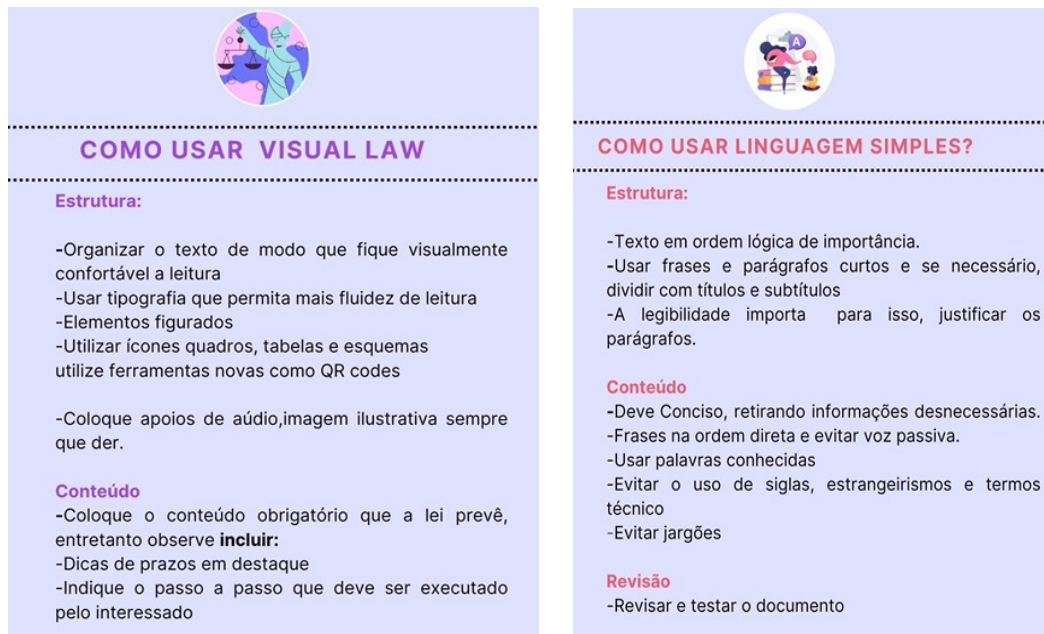 COMO USAR VISUAL LAW
Estrutura:
-Organizar o texto de modo que fique visualmente
confortável a leitura
-Usar tipografia que permita mais fluidez de leitura
-Elementos figurados
-Utilizar ícones quadros, tabelas e esquemas
utilize ferramentas novas como QR codes
-Coloque apoios de aúdio,imagem ilustrativa sempre
que der.
Conteúdo
-Coloque o conteúdo obrigatório que a lei prevê,
entretanto observe incluir:
-Dicas de prazos em destaque
-Indique o passo a passo que deve ser executado
pelo interessado
A
COMO USAR LINGUAGEM SIMPLES?
Estrutura:
-Texto em ordem lógica de importância.
-Usar frases e parágrafos curtos e se necessário,
dividir com títulos e subtítulos
-A legibilidade importa para isso, justificar os
parágrafos.
Conteúdo
-Deve Conciso, retirando informações desnecessárias.
-Frases na ordem direta e evitar voz passiva.
-Usar palavras conhecidas
-Evitar o uso de siglas, estrangeirismos e termos
técnico
-Evitar jargões
Revisão
-Revisar e testar o documento